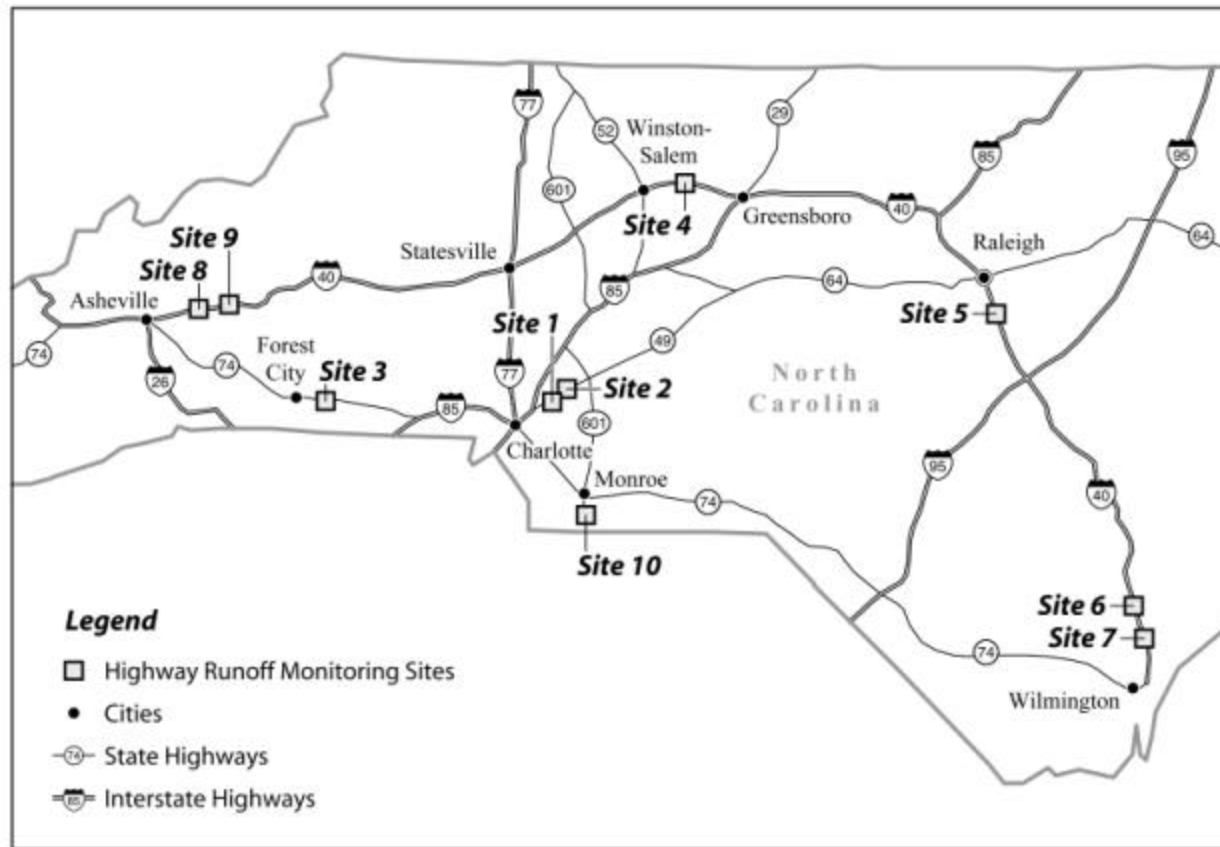 77
52
Winston-
Salem
29
85
95
601
Site 4
Greensboro
40
Site 9
Site 8
Statesville
Raleigh
64
40
85
64
Asheville
Site 1
Site 5
49
74
Forest
City
74
Site 3
26
77
Site 2
North
Carolina
85
601
Charlotte
95
Monroe
74
40
Site 10
Site 6
Site 7
74
Wilmington
Legend
Highway Runoff Monitoring Sites
Cities
74 State Highways
85 Interstate Highways